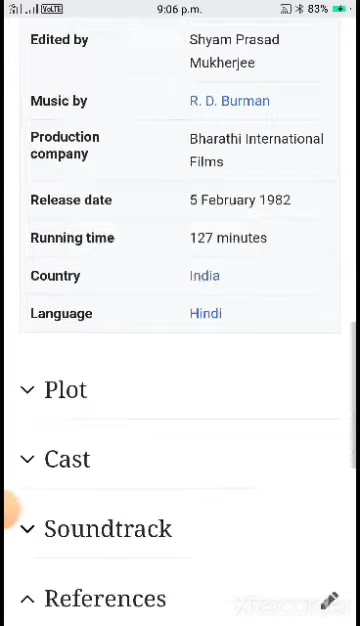 VoLTE 9:06 p.m. 83%
Edited by Shyam Prasad
Mukherjee
Music by R. D. Burman
Production Bharathi International
company Films
Release date 5 February 1982
Running time 127 minutes
Country India
Language Hindi
Plot
Cast
Soundtrack
References
XRecorder